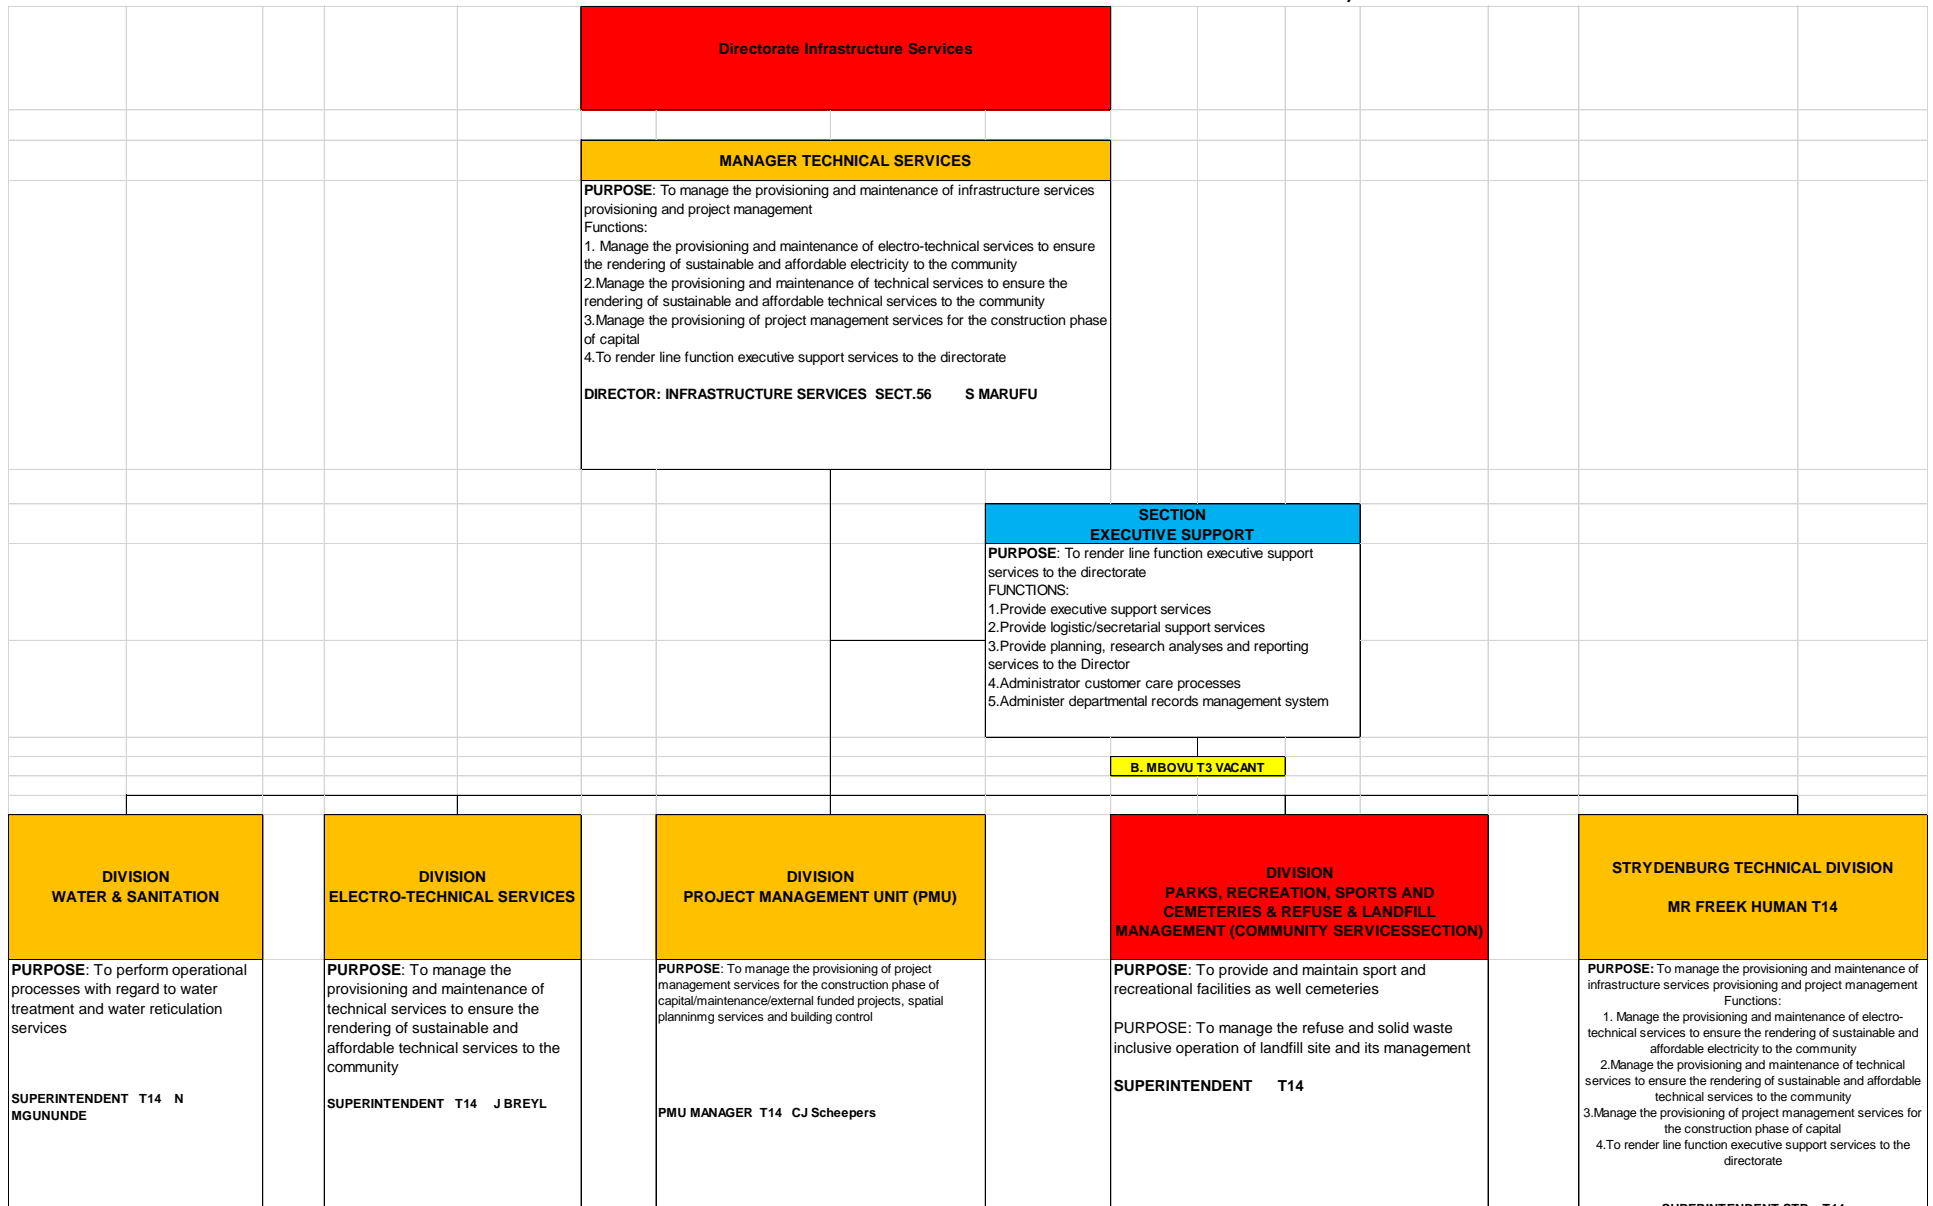 Directorate Infrastructure Services
MANAGER TECHNICAL SERVICES
PURPOSE: To manage the provisioning and maintenance of infrastructure services
provisioning and project management
Functions:
1. Manage the provisioning and maintenance of electro-technical services to ensure
the rendering of sustainable and affordable electricity to the community
2.Manage the provisioning and maintenance of technical services to ensure the
rendering of sustainable and affordable technical services to the community
3.Manage the provisioning of project management services for the construction phase
of capital
4.To render line function executive support services to the directorate
DIRECTOR: INFRASTRUCTURE SERVICES SECT.56 S MARUFU
SECTION
EXECUTIVE SUPPORT
PURPOSE: To render line function executive support
services to the directorate
FUNCTIONS:
1.Provide executive support services
2.Provide logistic/secretarial support services
3.Provide planning, research analyses and reporting
services to the Director
4.Administrator customer care processes
5.Administer departmental records management system
B. MBOVU T3 VACANT
DIVISION
WATER & SANITATION
PURPOSE: To perform operational
processes with regard to water
treatment and water reticulation
services
SUPERINTENDENT T14 N
MGUNUNDE
DIVISION
ELECTRO-TECHNICAL SERVICES
PURPOSE: To manage the
provisioning and maintenance of
technical services to ensure the
rendering of sustainable and
affordable technical services to the
community
SUPERINTENDENT T14 J BREYL
DIVISION
PROJECT MANAGEMENT UNIT (PMU)
PURPOSE: To manage the provisioning of project
management services for the construction phase of
capital/maintenance/external funded projects, spatial
planninmg services and building control
PMU MANAGER T14 CJ Scheepers
DIVISION
PARKS, RECREATION, SPORTS AND
CEMETERIES & REFUSE & LANDFILL
MANAGEMENT (COMMUNITY SERVICESSECTION)
PURPOSE: To provide and maintain sport and
recreational facilities as well cemeteries
PURPOSE: To manage the refuse and solid waste
inclusive operation of landfill site and its management
SUPERINTENDENT T14
STRYDENBURG TECHNICAL DIVISION
MR FREEK HUMAN T14
PURPOSE: To manage the provisioning and maintenance of
infrastructure services provisioning and project management
Functions:
1. Manage the provisioning and maintenance of electro-
technical services to ensure the rendering of sustainable and
affordable electricity to the community
2.Manage the provisioning and maintenance of technical
services to ensure the rendering of sustainable and affordable
technical services to the community
3.Manage the provisioning of project management services for
the construction phase of capital
4.To render line function executive support services to the
directorate
SUPERINTENDENT STR T14